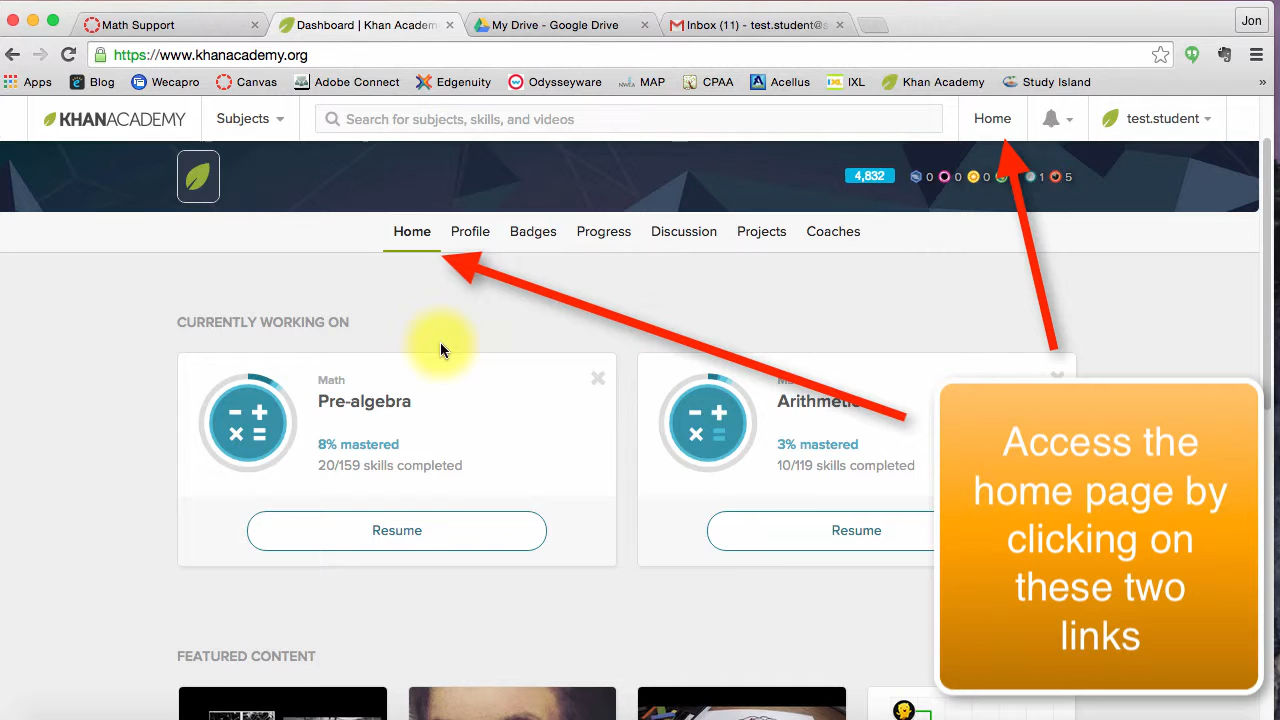 Math Support
Dashboard | Khan Academy
My Drive - Google Drive
Inbox (11) - test.student@s
Jon
https://www.khanacademy.org
Apps Blog Wecapro Canvas Adobe Connect Edgenuity Odysseyware NWEA MAP CPAA Acellus IXL Khan Academy Study Island »
KHANACADEMY Subjects Search for subjects, skills, and videos Home test.student
4,832 0 0 0 1 5
Home Profile Badges Progress Discussion Projects Coaches
CURRENTLY WORKING ON
Math
Pre-algebra
8% mastered
20/159 skills completed
Resume
Arithmetic
3% mastered
10/119 skills completed
Resume
Access the
home page by
clicking on
these two
links
FEATURED CONTENT